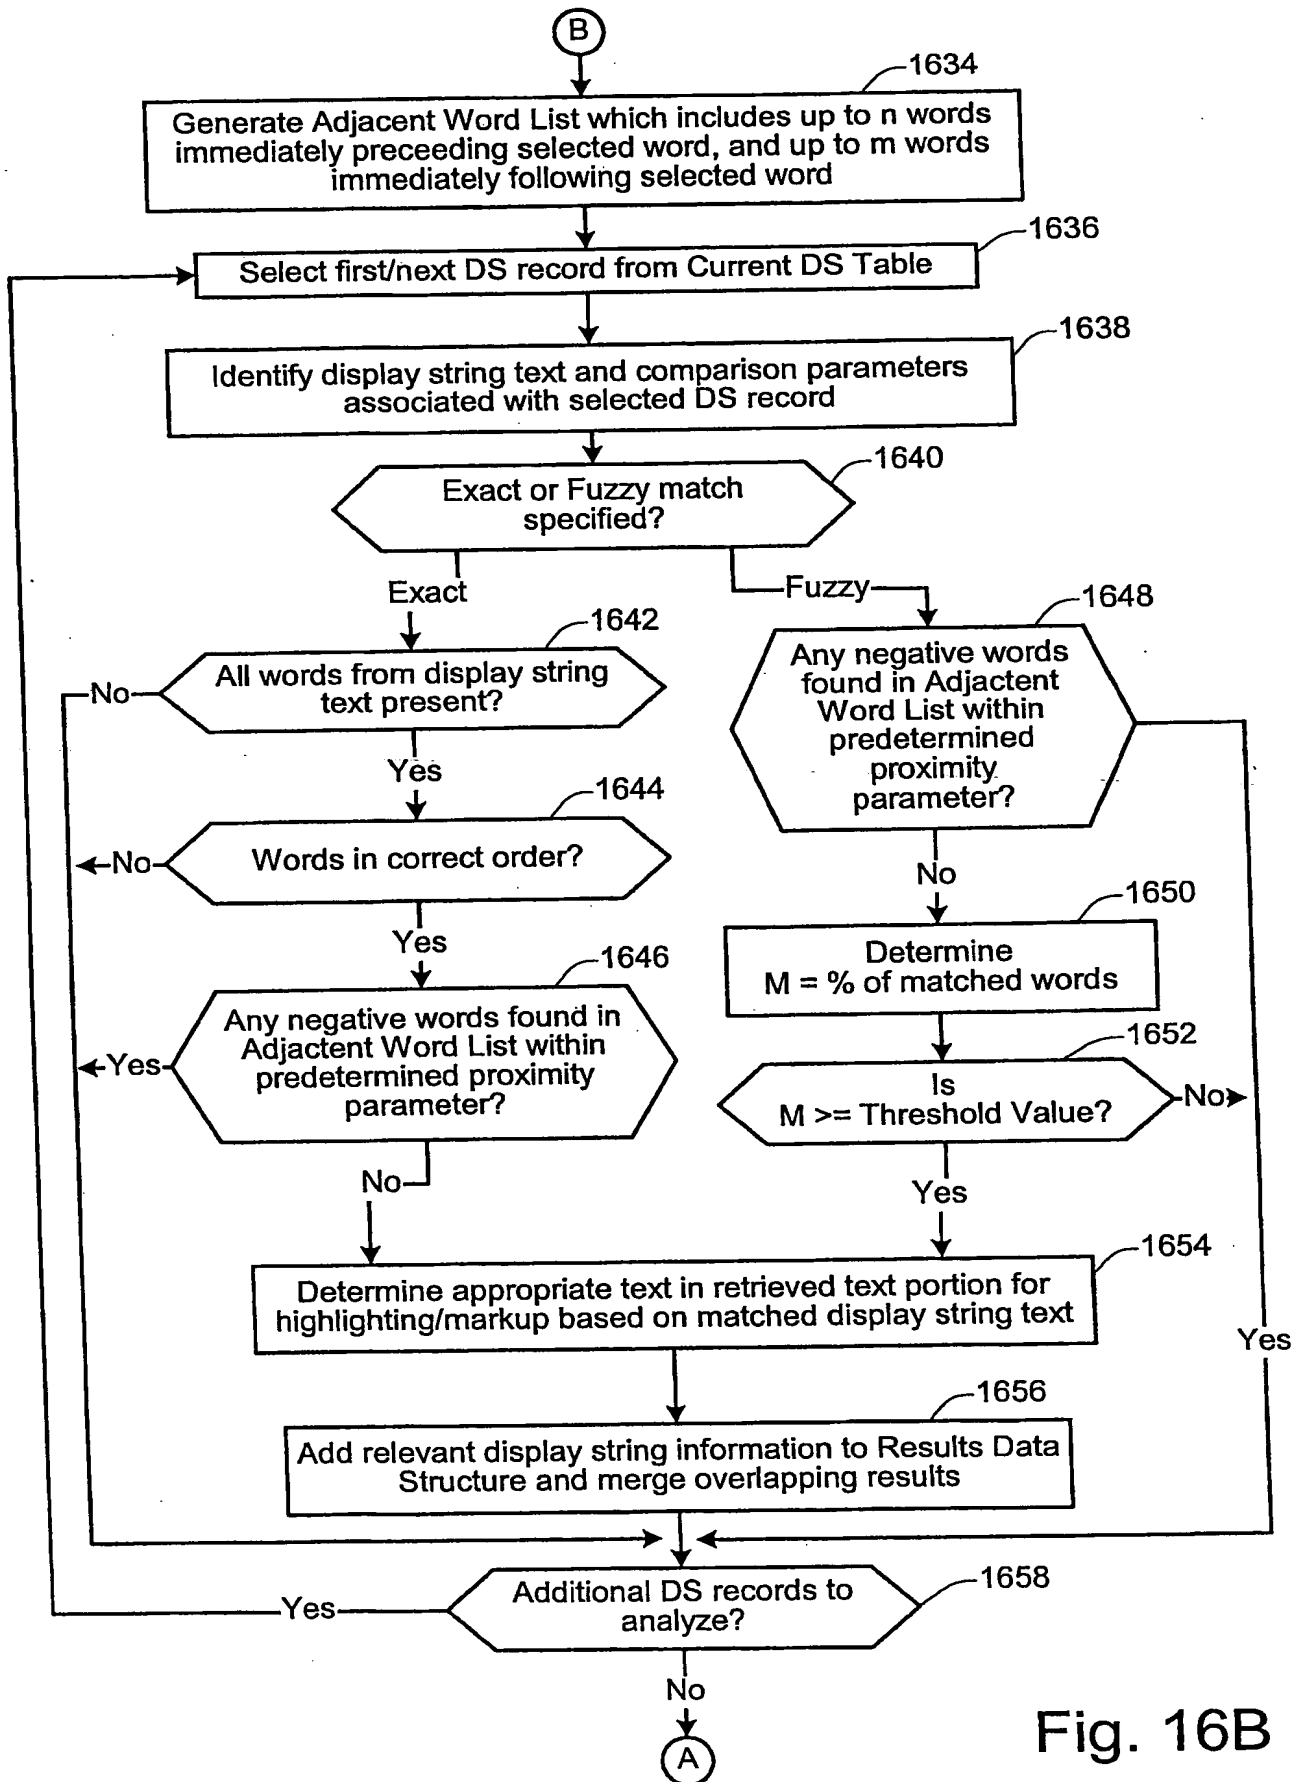 B
1634
Generate Adjacent Word List which includes up to n words
immediately preceeding selected word, and up to m words
immediately following selected word
1636
Select first/next DS record from Current DS Table
1638
Identify display string text and comparison parameters
associated with selected DS record
1640
Exact or Fuzzy match
specified?
Exact
Fuzzy
1642
All words from display string
text present?
No
Yes
1644
Words in correct order?
No
Yes
1646
Any negative words found in
Adjactent Word List within
predetermined proximity
parameter?
Yes
No
1648
Any negative words
found in Adjactent
Word List within
predetermined
proximity
parameter?
No
1650
Determine
M = % of matched words
1652
Is
M >= Threshold Value?
No
Yes
Yes
1654
Determine appropriate text in retrieved text portion for
highlighting/markup based on matched display string text
1656
Add relevant display string information to Results Data
Structure and merge overlapping results
1658
Additional DS records to
analyze?
Yes
No
A
Fig. 16B